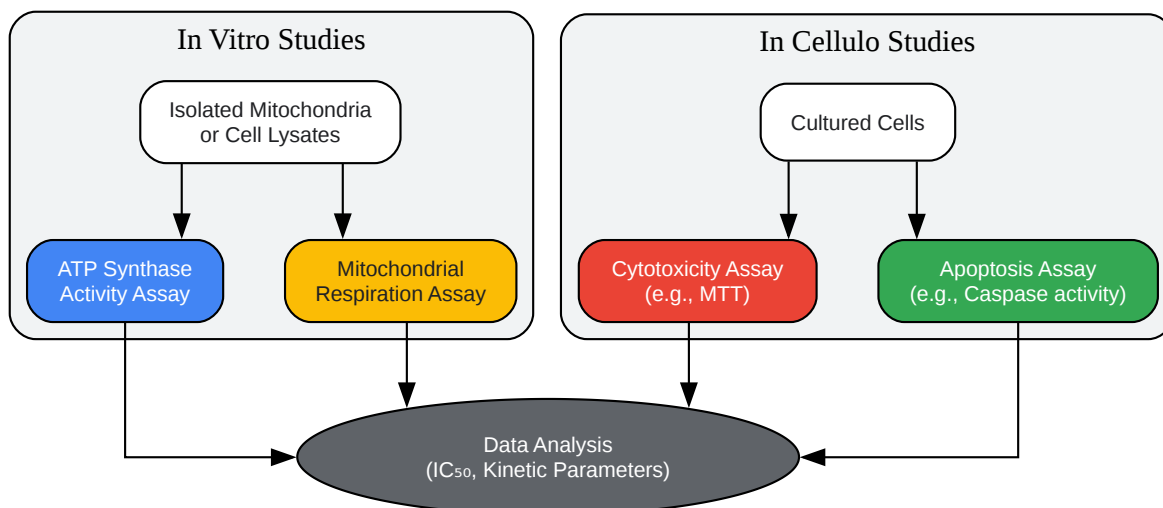 In Vitro Studies
Isolated Mitochondria
or Cell Lysates
ATP Synthase
Activity Assay
Mitochondrial
Respiration Assay
In Cellulo Studies
Cultured Cells
Cytotoxicity Assay
(e.g., MTT)
Apoptosis Assay
(e.g., Caspase activity)
Data Analysis
(IC₅₀, Kinetic Parameters)